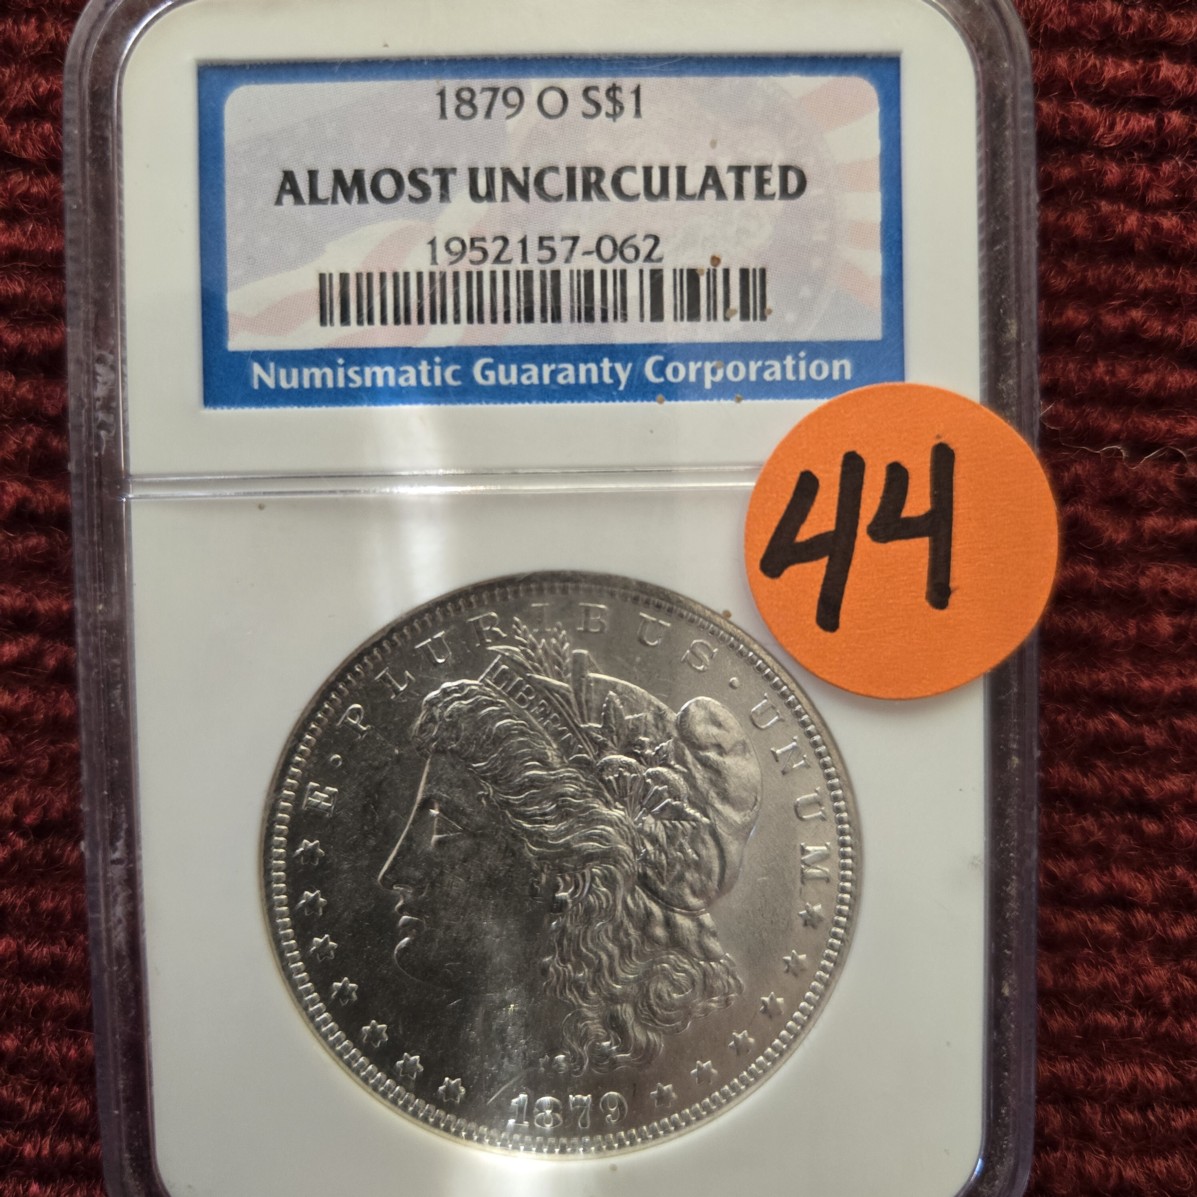 1879 O S$1
ALMOST UNCIRCULATED
1952157-062
Numismatic Guaranty Corporation
44
E · PLURIBUS · UNUM
LIBERTY
1879